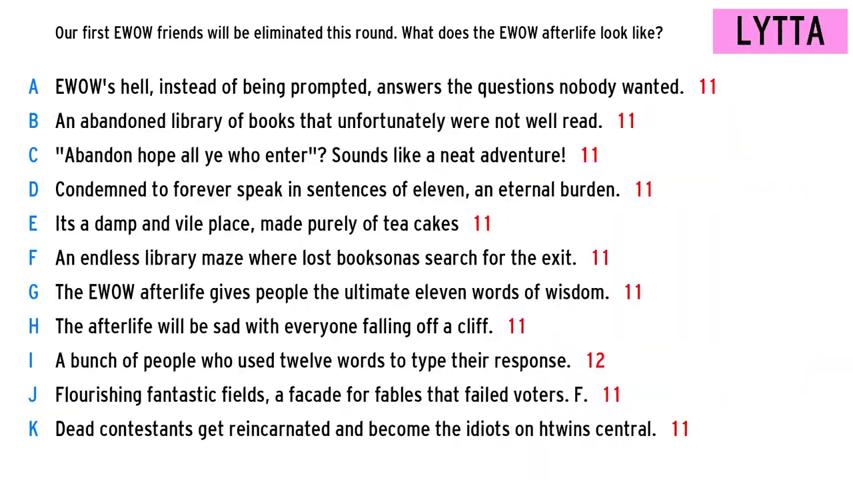 Our first EWOW friends will be eliminated this round. What does the EWOW afterlife look like?
LYTTA
A EWOW's hell, instead of being prompted, answers the questions nobody wanted. 11
B An abandoned library of books that unfortunately were not well read. 11
C "Abandon hope all ye who enter"? Sounds like a neat adventure! 11
D Condemned to forever speak in sentences of eleven, an eternal burden. 11
E Its a damp and vile place, made purely of tea cakes 11
F An endless library maze where lost booksonas search for the exit. 11
G The EWOW afterlife gives people the ultimate eleven words of wisdom. 11
H The afterlife will be sad with everyone falling off a cliff. 11
I A bunch of people who used twelve words to type their response. 12
J Flourishing fantastic fields, a facade for fables that failed voters. F. 11
K Dead contestants get reincarnated and become the idiots on htwins central. 11